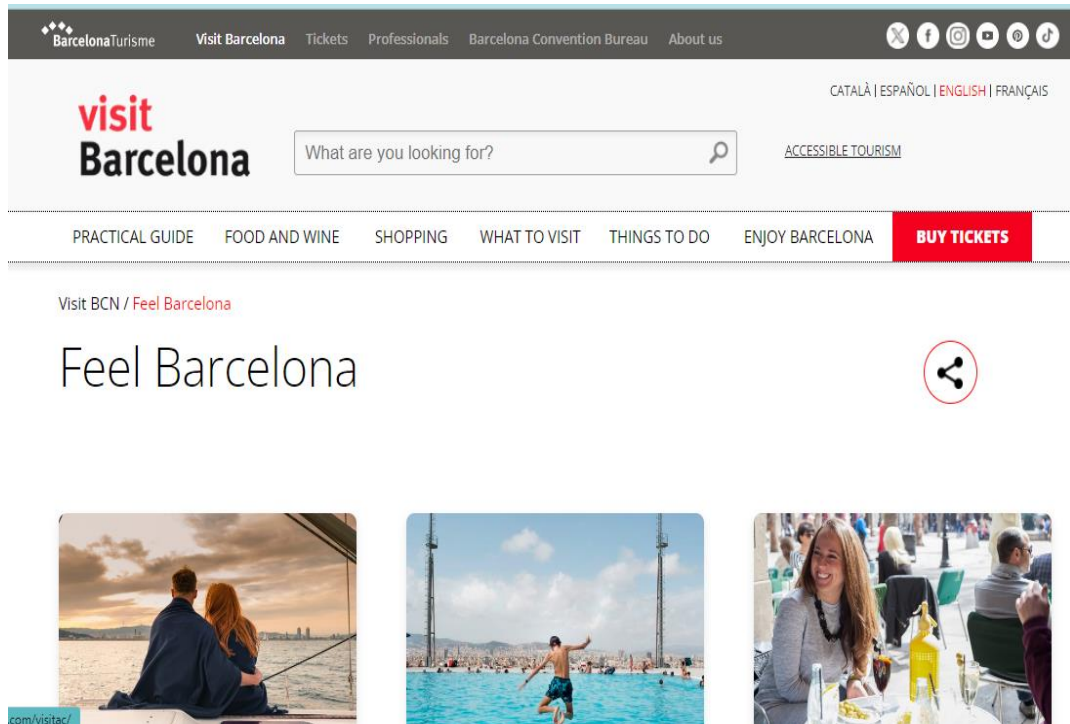 BarcelonaTurisme Visit Barcelona Tickets Professionals Barcelona Convention Bureau About us
CATALÀ | ESPAÑOL | ENGLISH | FRANÇAIS
visit
Barcelona
What are you looking for?
ACCESSIBLE TOURISM
PRACTICAL GUIDE FOOD AND WINE SHOPPING WHAT TO VISIT THINGS TO DO ENJOY BARCELONA BUY TICKETS
Visit BCN / Feel Barcelona
Feel Barcelona
.com/visitac/